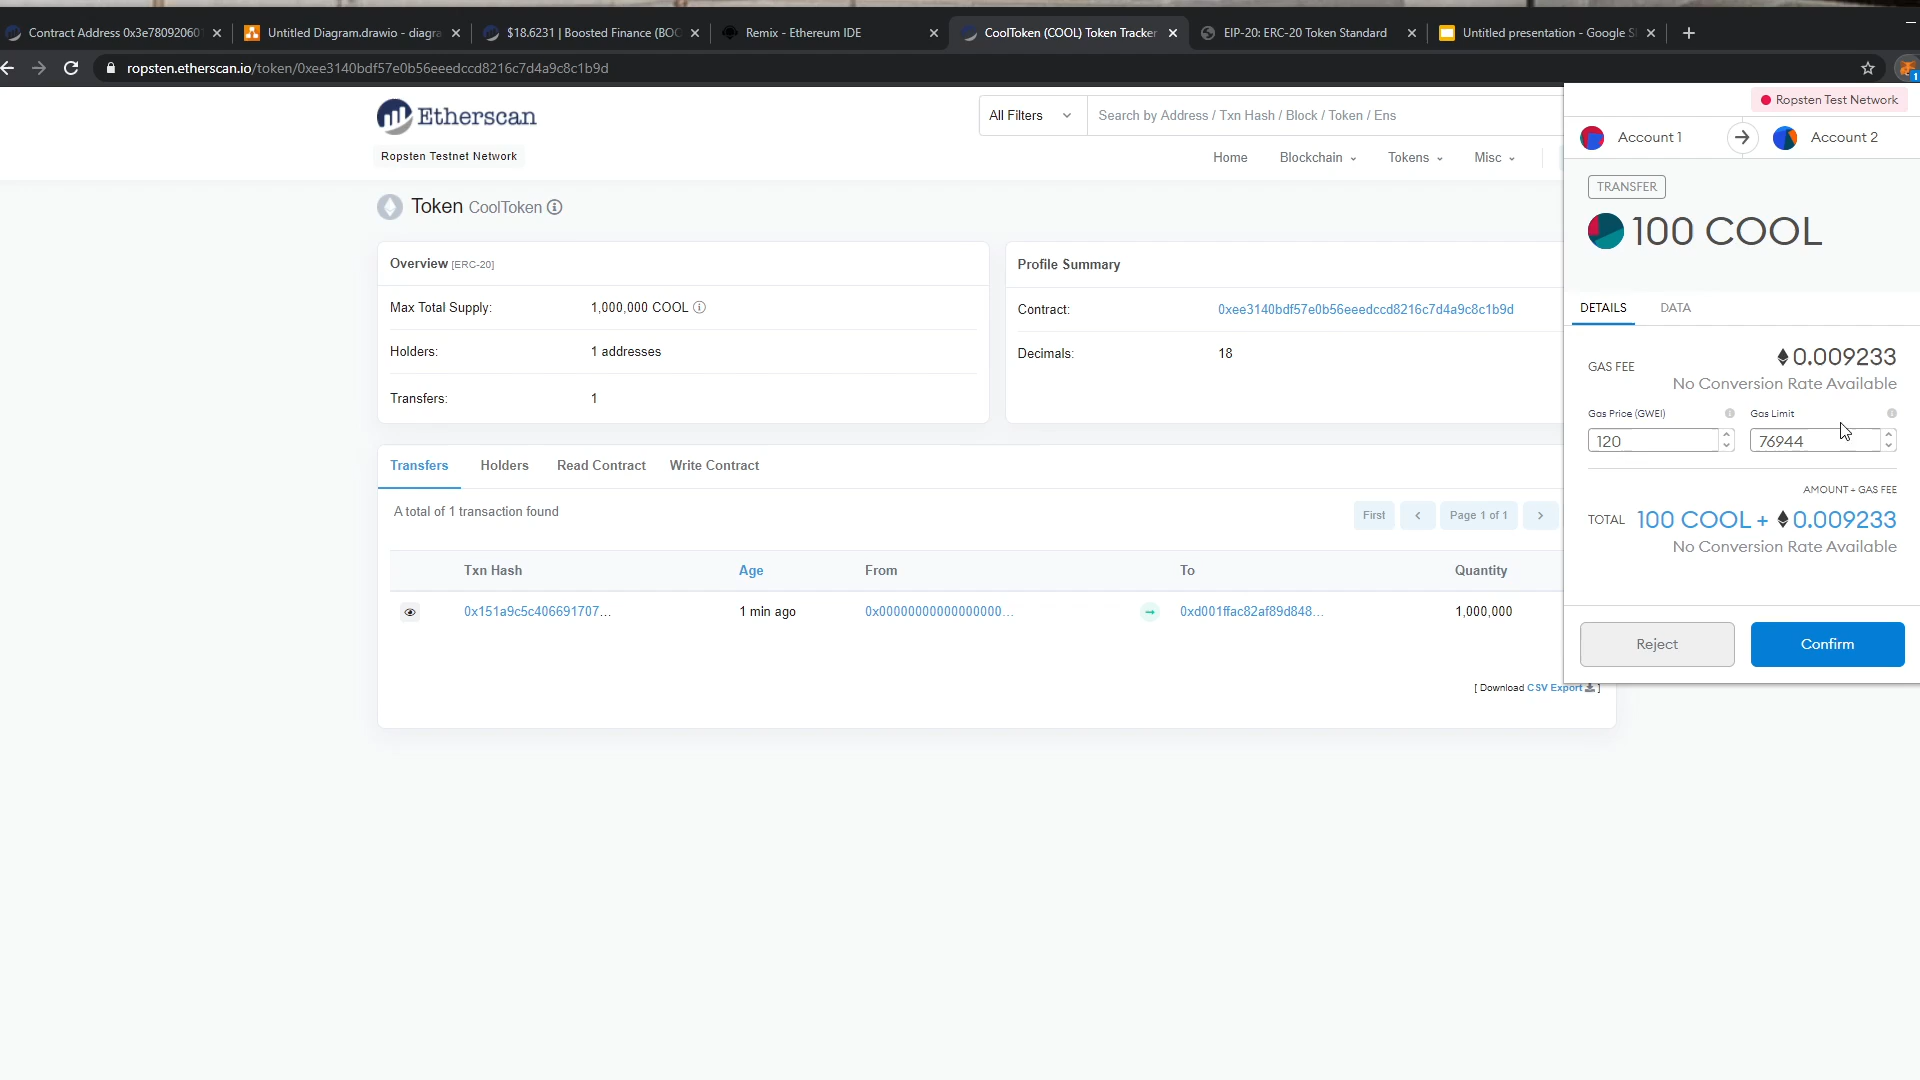 Contract Address 0x3e780920601
Untitled Diagram.drawio - diagra
$18.6231 | Boosted Finance (BOO
Remix - Ethereum IDE
CoolToken (COOL) Token Tracker
EIP-20: ERC-20 Token Standard
Untitled presentation - Google Sl
ropsten.etherscan.io/token/0xee3140bdf57e0b56eeedccd8216c7d4a9c8c1b9d
1
Etherscan
Ropsten Testnet Network
All Filters
Search by Address / Txn Hash / Block / Token / Ens
Home
Blockchain
Tokens
Misc
Token CoolToken
Overview [ERC-20]
Max Total Supply:
1,000,000 COOL
Holders:
1 addresses
Transfers:
1
Profile Summary
Contract:
0xee3140bdf57e0b56eeedccd8216c7d4a9c8c1b9d
Decimals:
18
Transfers
Holders
Read Contract
Write Contract
A total of 1 transaction found
First
Page 1 of 1
Txn Hash
Age
From
To
Quantity
0x151a9c5c406691707...
1 min ago
0x00000000000000000...
0xd001ffac82af89d848...
1,000,000
[ Download CSV Export ]
Ropsten Test Network
Account 1
Account 2
TRANSFER
100 COOL
DETAILS
DATA
GAS FEE
0.009233
No Conversion Rate Available
Gas Price (GWEI)
Gas Limit
120
76944
AMOUNT + GAS FEE
TOTAL
100 COOL + 0.009233
No Conversion Rate Available
Reject
Confirm